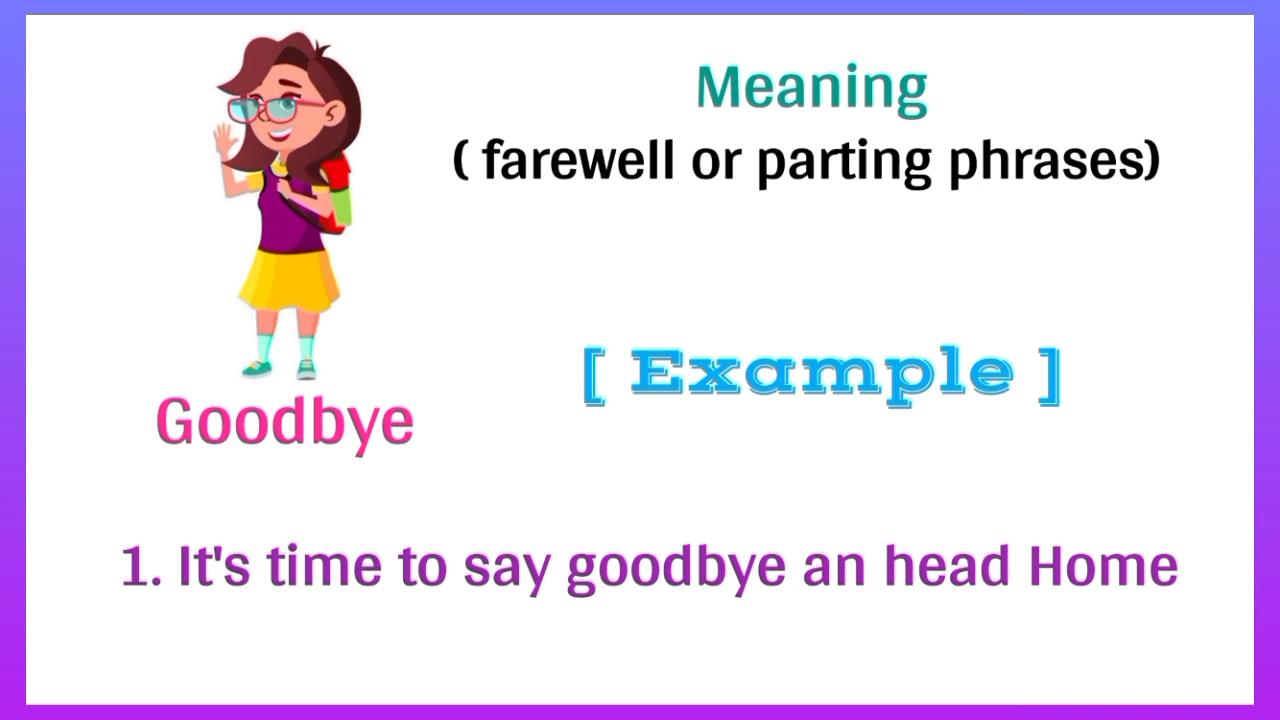 Meaning
( farewell or parting phrases)
[ Example ]
Goodbye
1. It's time to say goodbye an head Home